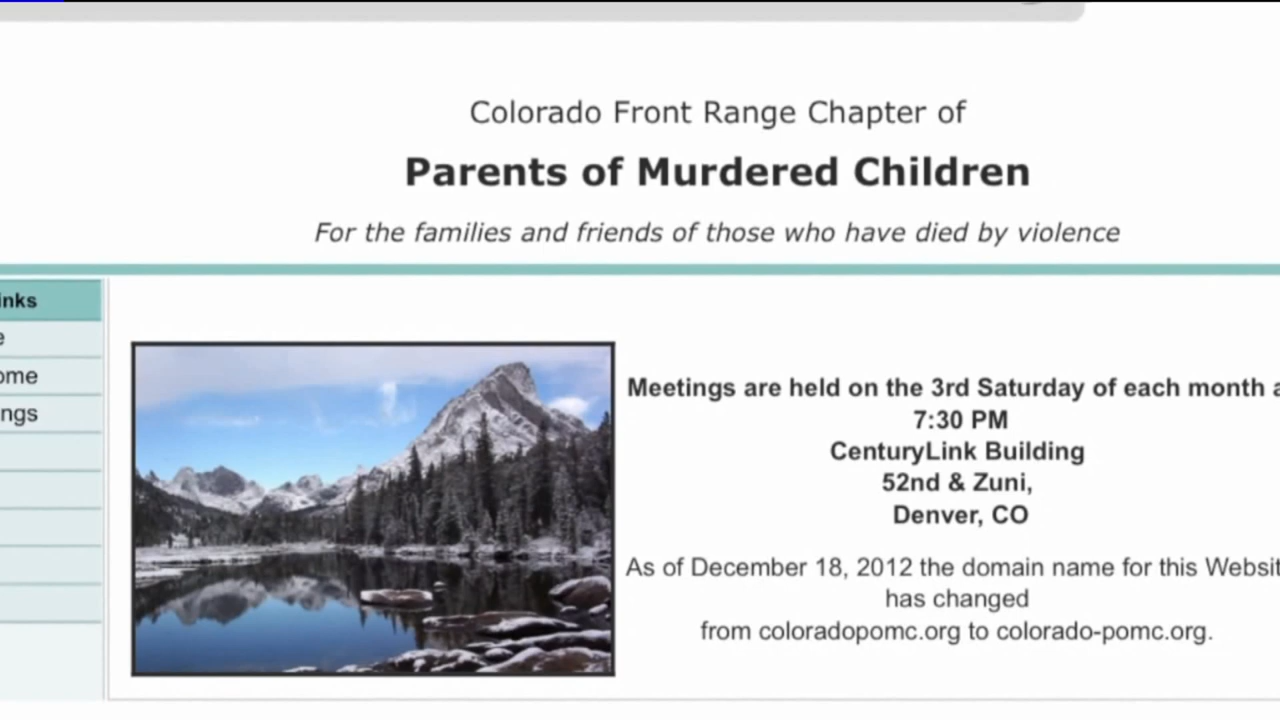 Colorado Front Range Chapter of
Parents of Murdered Children
For the families and friends of those who have died by violence
inks
e
ome
ngs
Meetings are held on the 3rd Saturday of each month a
7:30 PM
CenturyLink Building
52nd & Zuni,
Denver, CO
As of December 18, 2012 the domain name for this Websit
has changed
from coloradopomc.org to colorado-pomc.org.